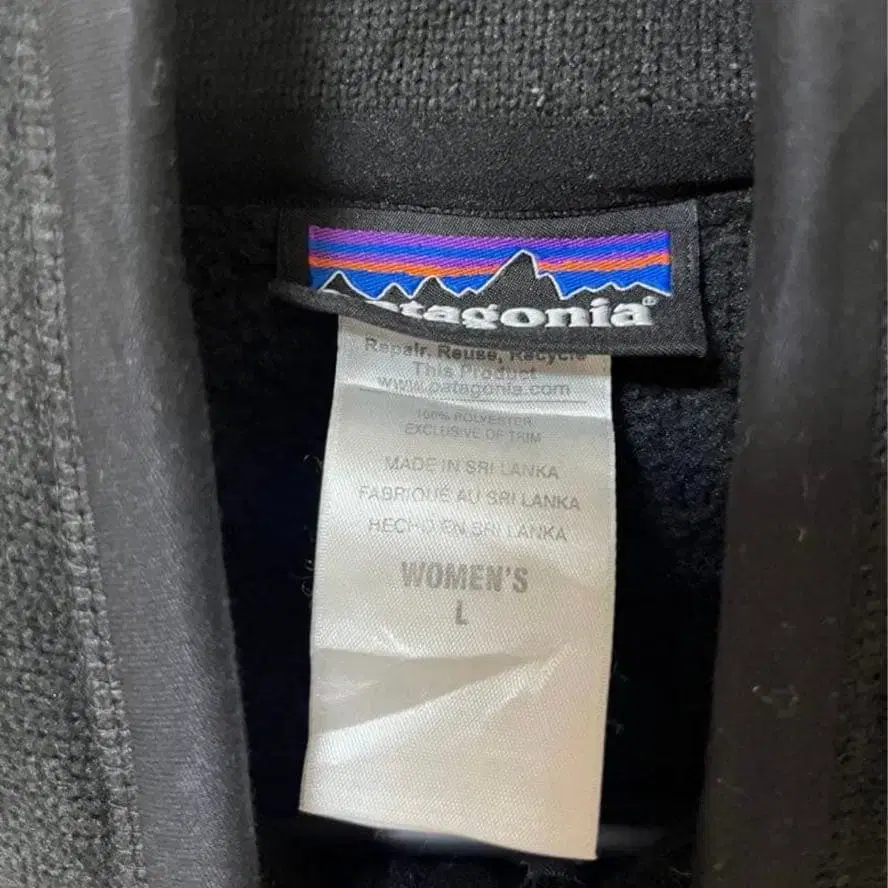 patagonia®
Repair, Reuse, Recycle
This Product
www.patagonia.com
100% POLYESTER
EXCLUSIVE OF TRIM
MADE IN SRI LANKA
FABRIQUÉ AU SRI LANKA
HECHO EN SRI LANKA
WOMEN'S
L